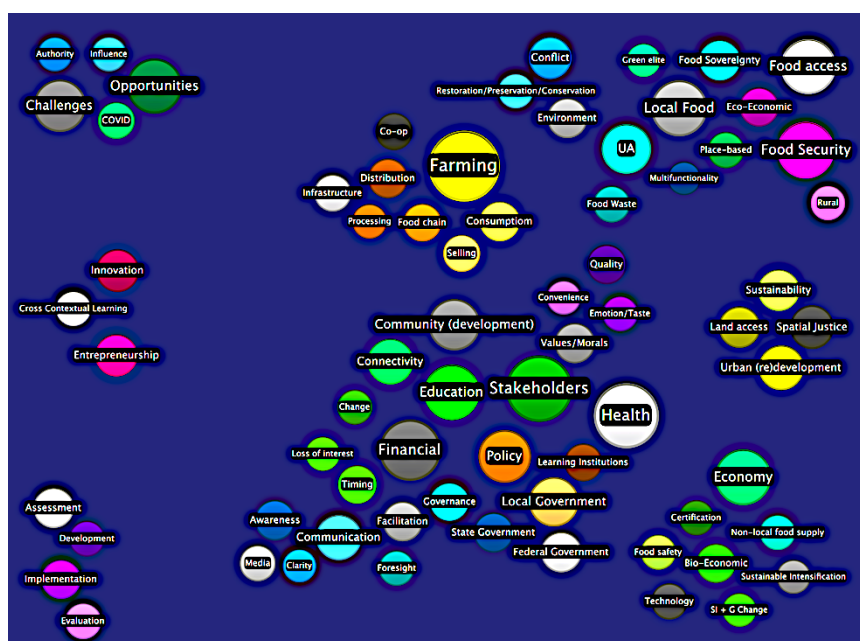 Authority
Influence
Opportunities
Challenges
COVID
Conflict
Restoration/Preservation/Conservation
Environment
Green elite
Food Sovereignty
Food access
Local Food
Eco-Economic
UA
Place-based
Food Security
Multifunctionality
Food Waste
Rural
Co-op
Farming
Distribution
Infrastructure
Processing
Food chain
Consumption
Selling
Innovation
Cross Contextual Learning
Entrepreneurship
Quality
Convenience
Emotion/Taste
Values/Morals
Community (development)
Connectivity
Education
Stakeholders
Health
Change
Financial
Policy
Learning Institutions
Loss of interest
Timing
Governance
Local Government
Awareness
Facilitation
State Government
Communication
Federal Government
Media
Clarity
Foresight
Sustainability
Land access
Spatial Justice
Urban (re)development
Economy
Certification
Non-local food supply
Food safety
Bio-Economic
Sustainable Intensification
Technology
SI + G Change
Assessment
Development
Implementation
Evaluation